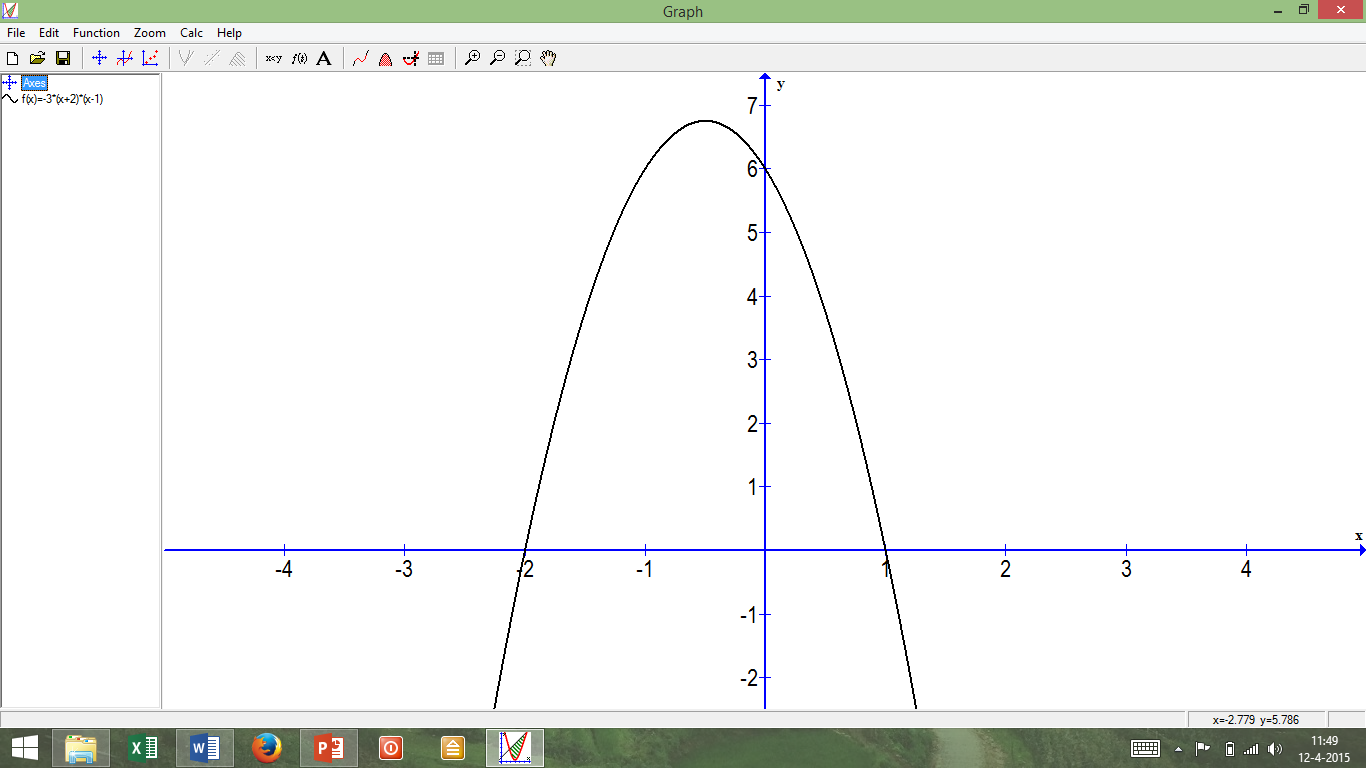 Graph
File Edit Function Zoom Calc Help
x<y f(t) A
Axes
f(x)=-3*(x+2)*(x-1)
y
7
6
5
4
3
2
1
x
-4 -3 -2 -1 1 2 3 4
-1
-2
x=-2.779 y=5.786
11:49
12-4-2015